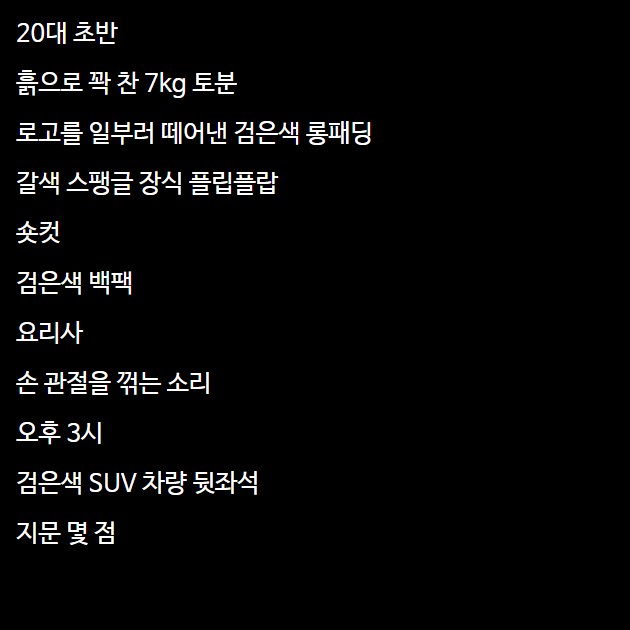 20대 초반
흙으로 꽉 찬 7kg 토분
로고를 일부러 떼어낸 검은색 롱패딩
갈색 스팽글 장식 플립플랍
숏컷
검은색 백팩
요리사
손 관절을 꺾는 소리
오후 3시
검은색 SUV 차량 뒷좌석
지문 몇 점